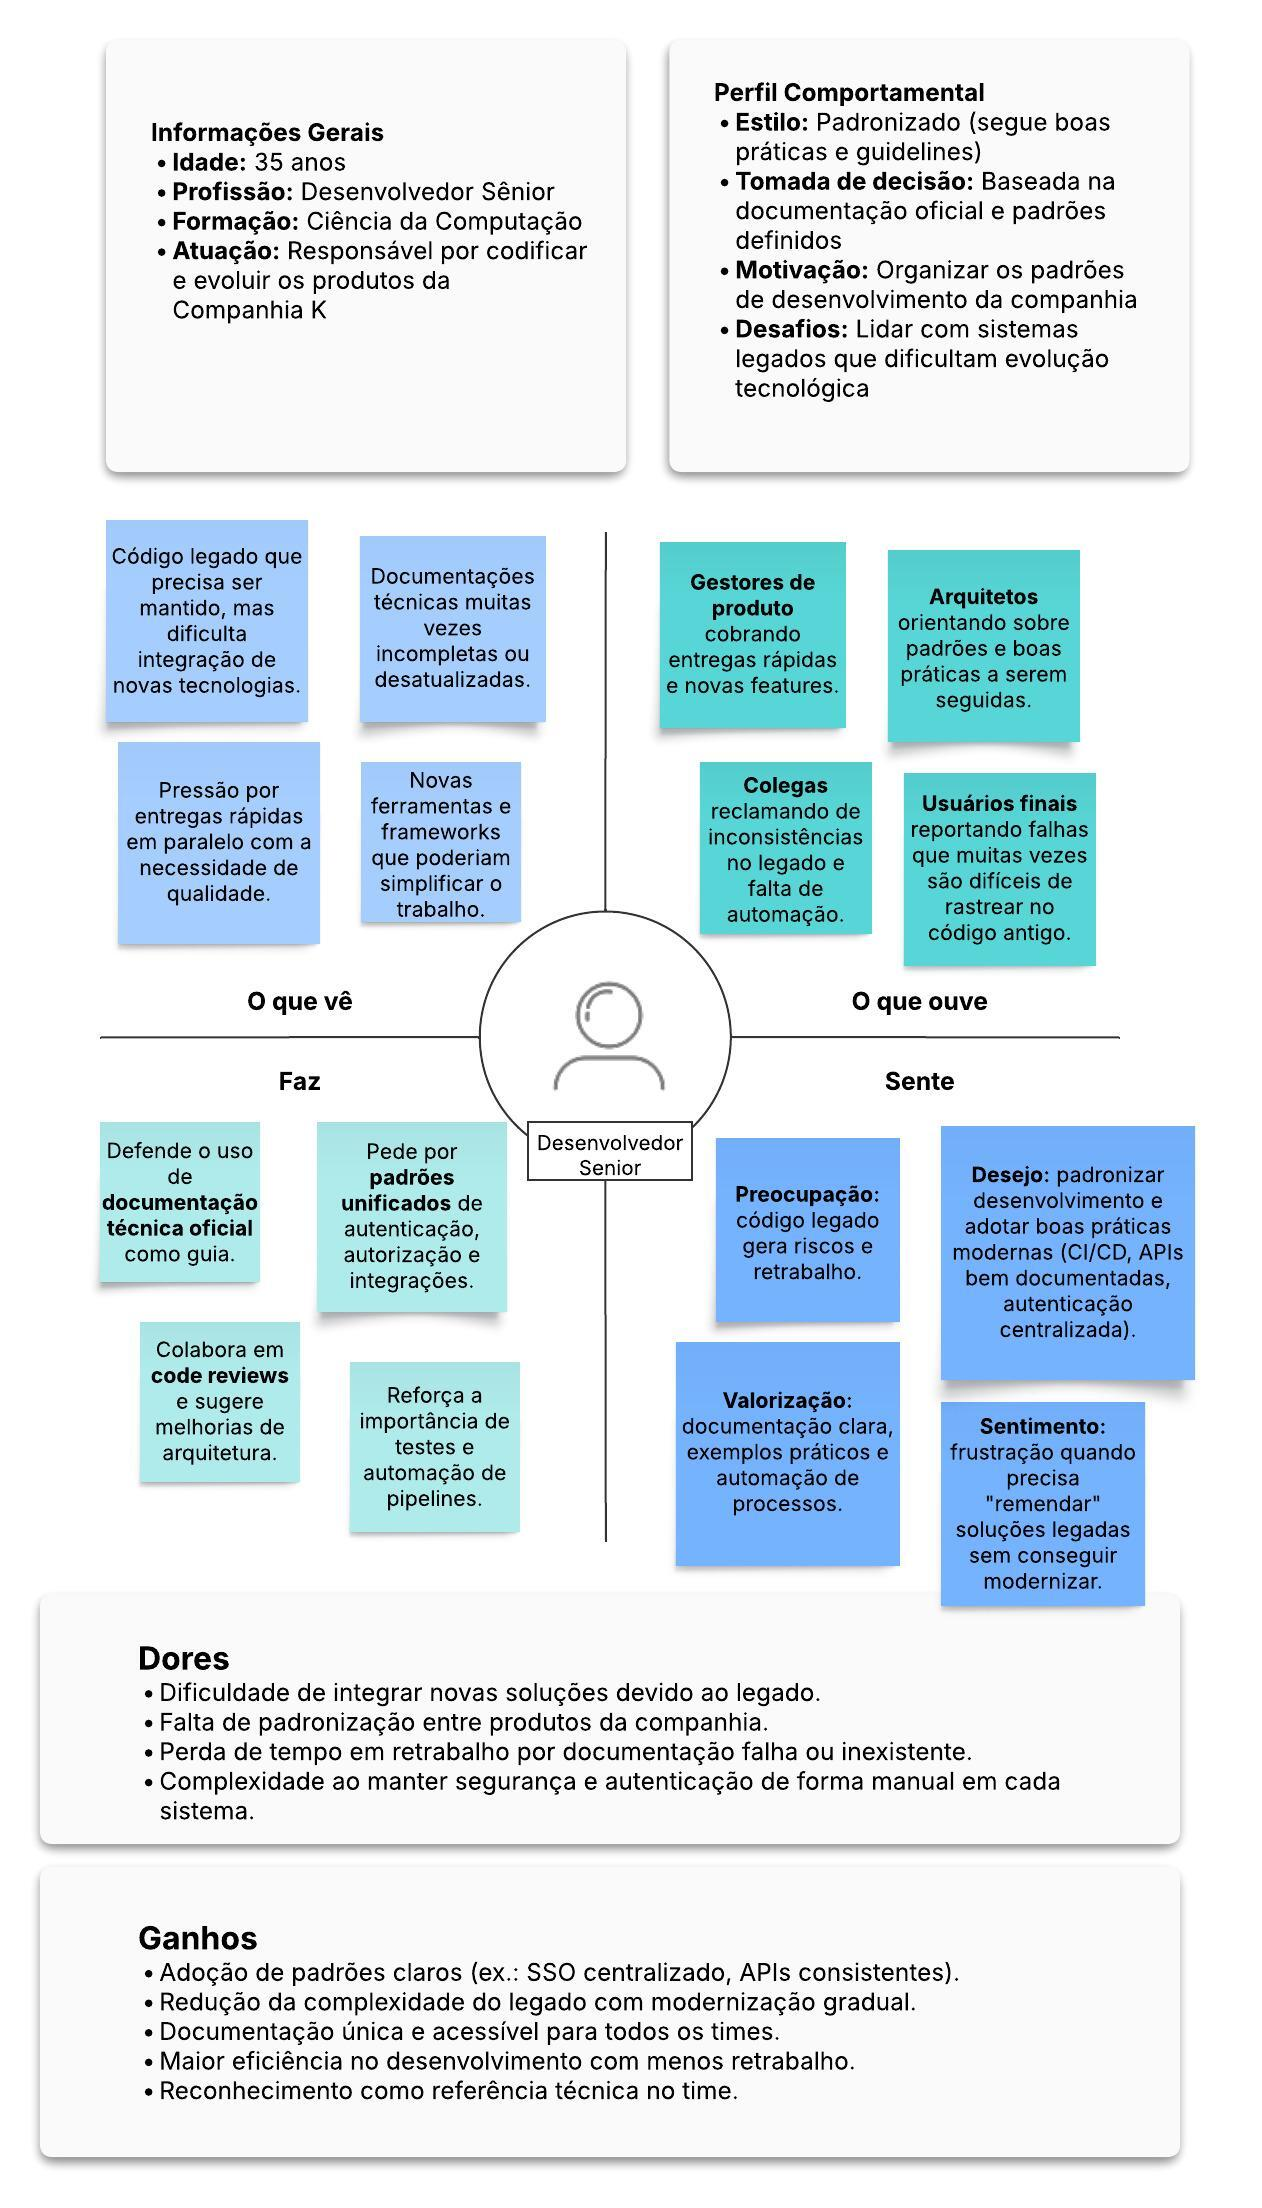 Informações Gerais
• Idade: 35 anos
• Profissão: Desenvolvedor Sênior
• Formação: Ciência da Computação
• Atuação: Responsável por codificar
e evoluir os produtos da
Companhia K
Perfil Comportamental
• Estilo: Padronizado (segue boas
práticas e guidelines)
• Tomada de decisão: Baseada na
documentação oficial e padrões
definidos
• Motivação: Organizar os padrões
de desenvolvimento da companhia
• Desafios: Lidar com sistemas
legados que dificultam evolução
tecnológica
Código legado que
precisa ser
mantido, mas
dificulta
integração de
novas tecnologias.
Documentações
técnicas muitas
vezes
incompletas ou
desatualizadas.
Pressão por
entregas rápidas
em paralelo com a
necessidade de
qualidade.
Novas
ferramentas e
frameworks
que poderiam
simplificar o
trabalho.
O que vê
Gestores de
produto
cobrando
entregas rápidas
e novas features.
Arquitetos
orientando sobre
padrões e boas
práticas a serem
seguidas.
Colegas
reclamando de
inconsistências
no legado e
falta de
automação.
Usuários finais
reportando falhas
que muitas vezes
são difíceis de
rastrear no
código antigo.
O que ouve
Desenvolvedor
Senior
Faz
Defende o uso
de
documentação
técnica oficial
como guia.
Pede por
padrões
unificados de
autenticação,
autorização e
integrações.
Colabora em
code reviews
e sugere
melhorias de
arquitetura.
Reforça a
importância de
testes e
automação de
pipelines.
Sente
Preocupação:
código legado
gera riscos e
retrabalho.
Desejo: padronizar
desenvolvimento e
adotar boas práticas
modernas (CI/CD, APIs
bem documentadas,
autenticação
centralizada).
Valorização:
documentação clara,
exemplos práticos e
automação de
processos.
Sentimento:
frustração quando
precisa
"remendar"
soluções legadas
sem conseguir
modernizar.
Dores
• Dificuldade de integrar novas soluções devido ao legado.
• Falta de padronização entre produtos da companhia.
• Perda de tempo em retrabalho por documentação falha ou inexistente.
• Complexidade ao manter segurança e autenticação de forma manual em cada
sistema.
Ganhos
• Adoção de padrões claros (ex.: SSO centralizado, APIs consistentes).
• Redução da complexidade do legado com modernização gradual.
• Documentação única e acessível para todos os times.
• Maior eficiência no desenvolvimento com menos retrabalho.
• Reconhecimento como referência técnica no time.